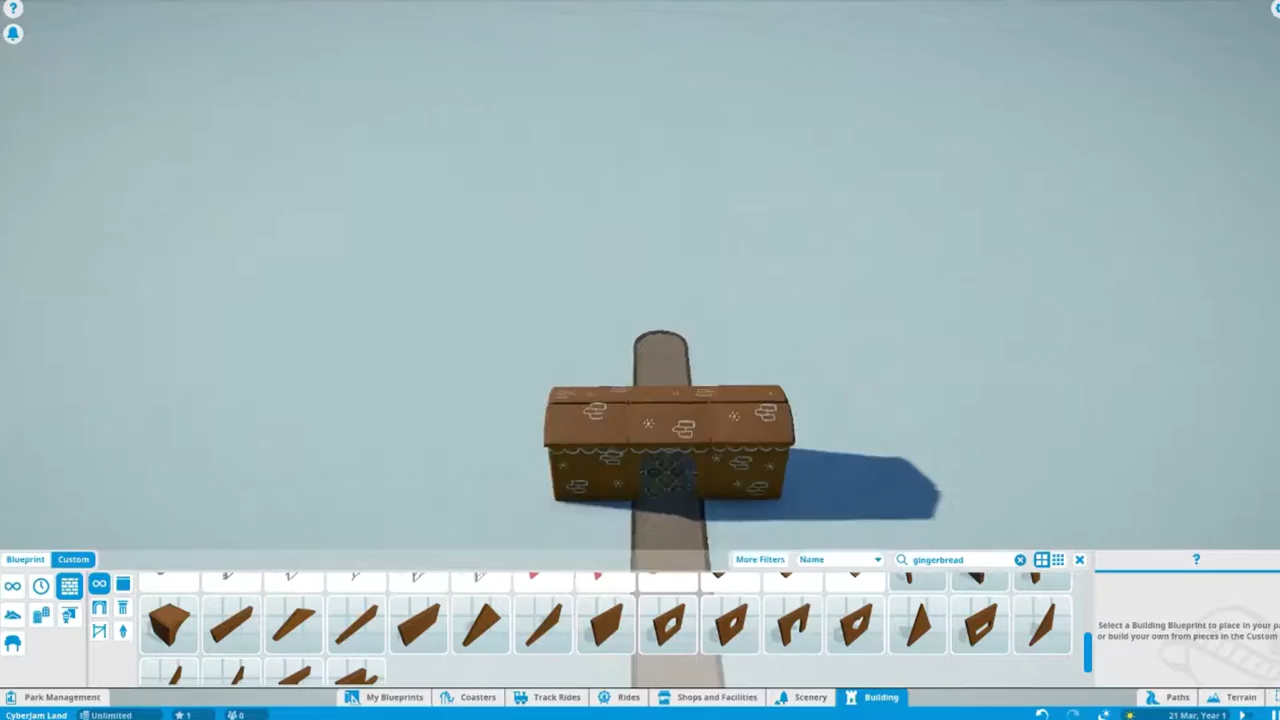 ?
Blueprint Custom More Filters Name gingerbread ?
Select a Building Blueprint to place in your pa
or build your own from pieces in the Custom
Park Management My Blueprints Coasters Track Rides Rides Shops and Facilities Scenery Building Paths Terrain
CyberJam Land Unlimited 1 0 21 Mar, Year 1